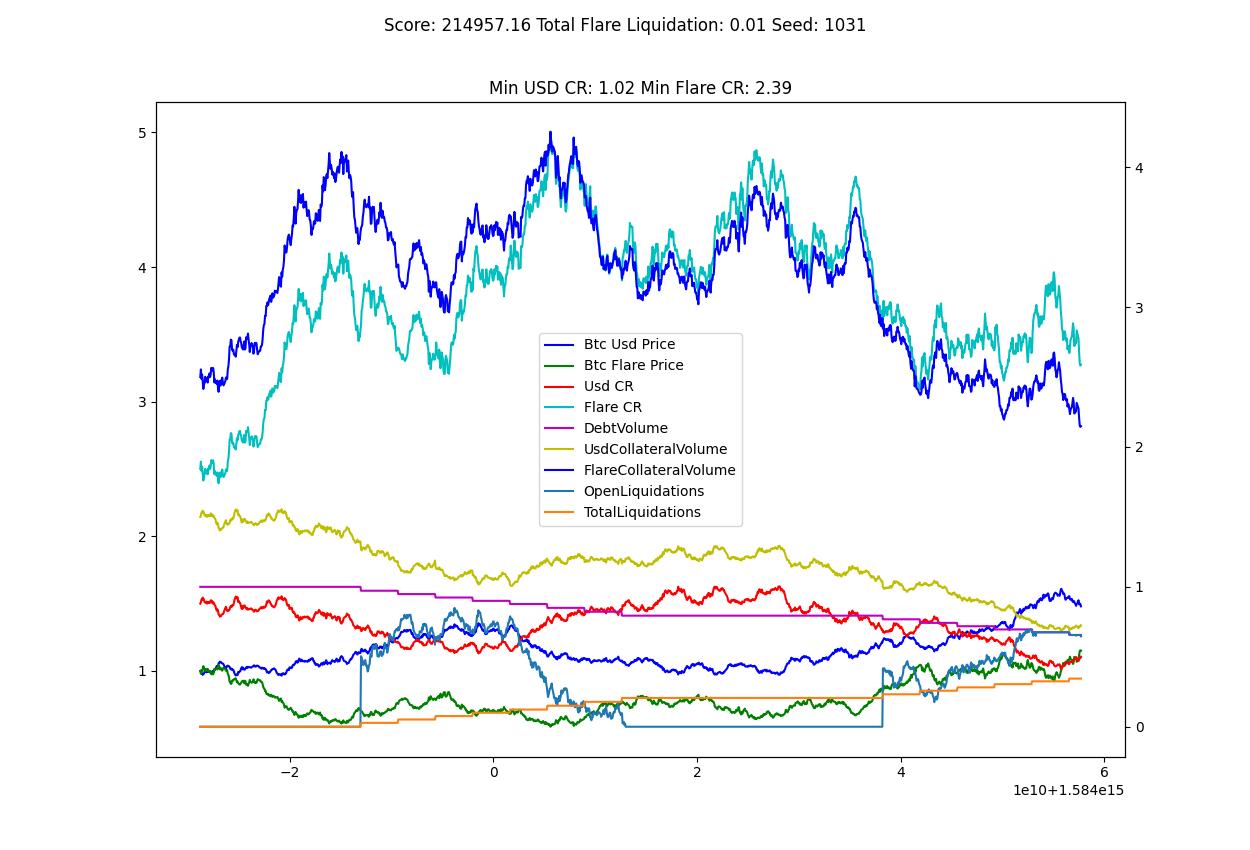 Score: 214957.16 Total Flare Liquidation: 0.01 Seed: 1031
Min USD CR: 1.02 Min Flare CR: 2.39
5
4
3
2
1
4
3
2
1
0
Btc Usd Price
Btc Flare Price
Usd CR
Flare CR
DebtVolume
UsdCollateralVolume
FlareCollateralVolume
OpenLiquidations
TotalLiquidations
−2 0 2 4 6
1e10+1.584e15